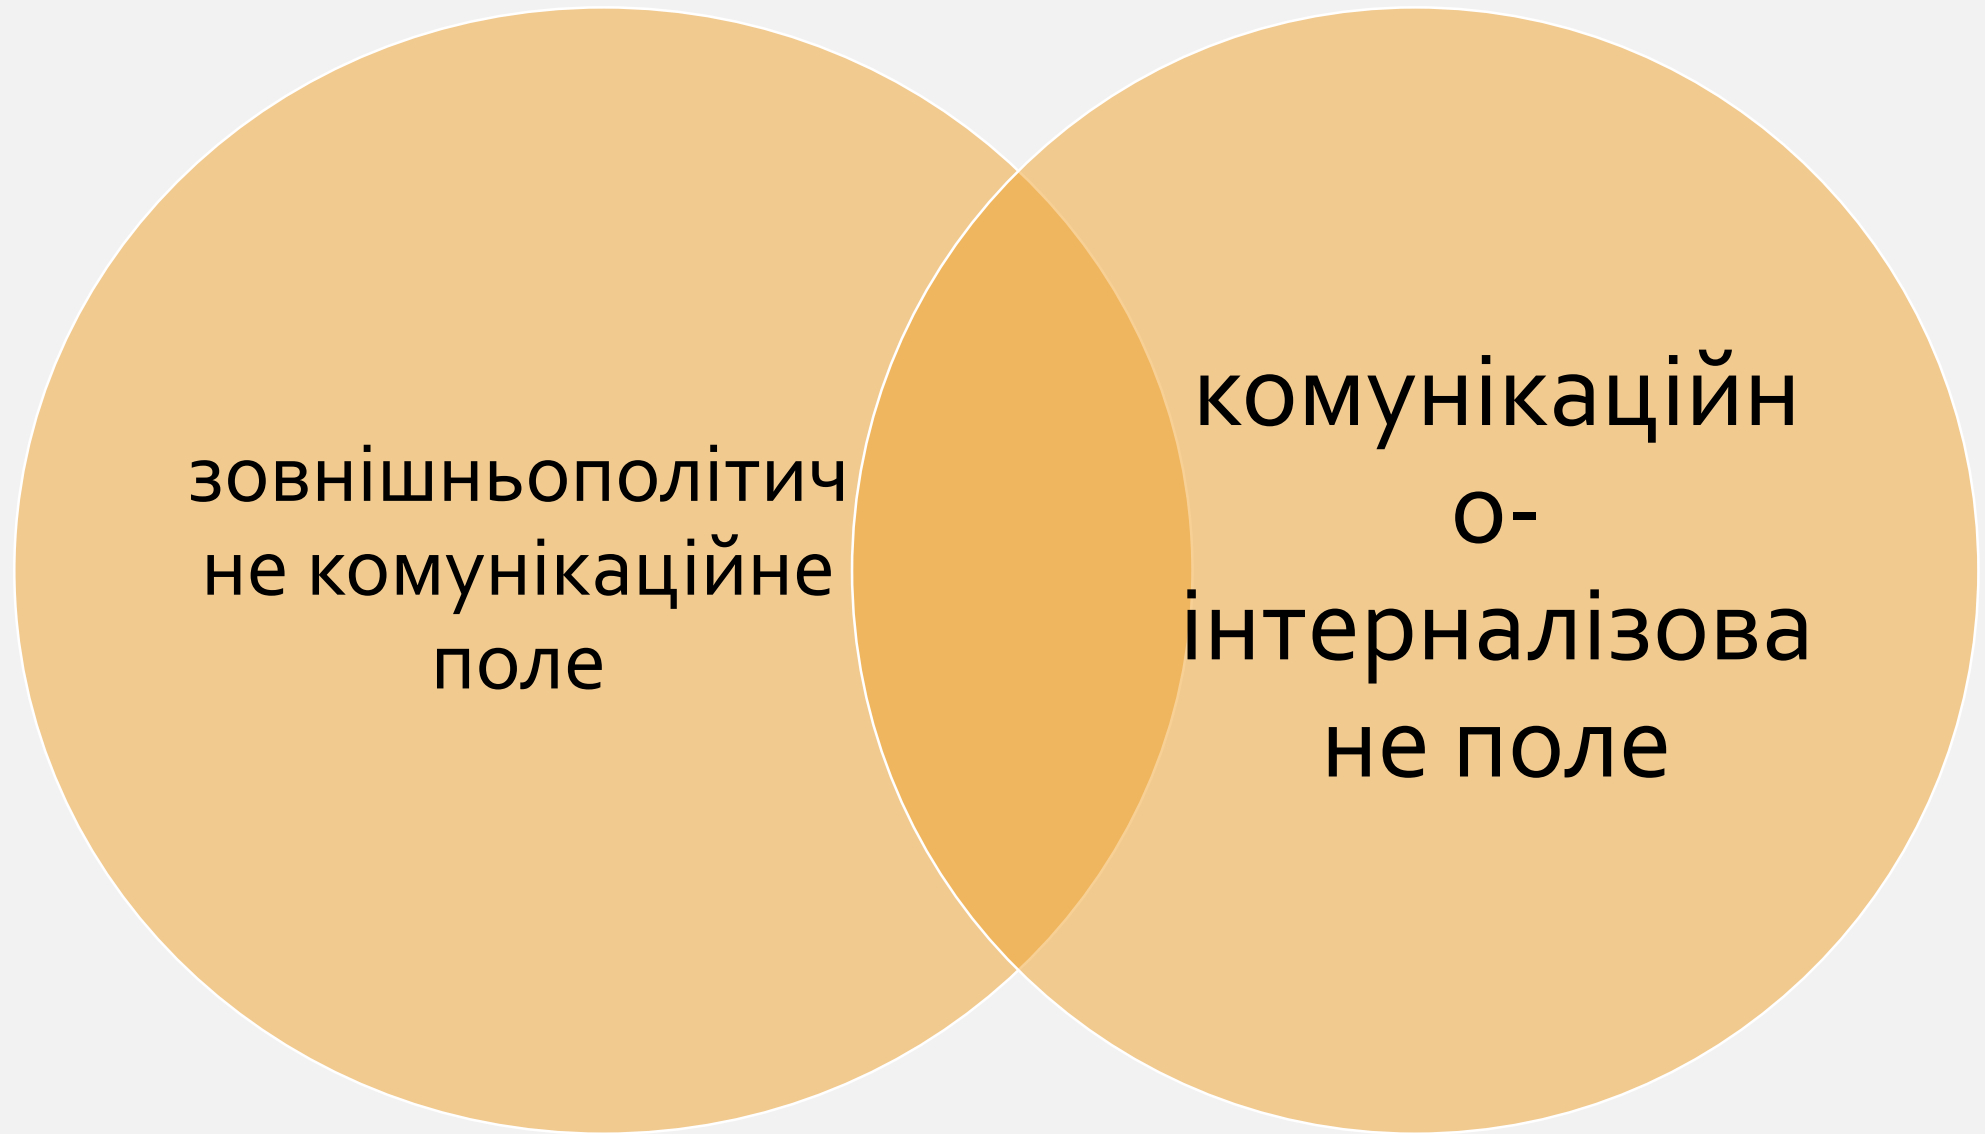 зовнішньополітич
не комунікаційне
поле
комунікаційн
о-
інтерналізова
не поле